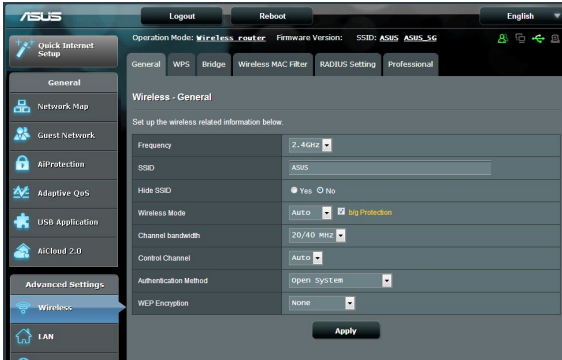 ASUS
Logout
Reboot
English
Quick Internet Setup
Operation Mode: Wireless router Firmware Version: SSID: ASUS ASUS_5G
General WPS Bridge Wireless MAC Filter RADIUS Setting Professional
General
Network Map
Guest Network
AiProtection
Adaptive QoS
USB Application
AiCloud 2.0
Advanced Settings
Wireless
LAN
Wireless - General
Set up the wireless related information below.
Frequency 2.4GHz
SSID ASUS
Hide SSID Yes No
Wireless Mode Auto b/g Protection
Channel bandwidth 20/40 MHz
Control Channel Auto
Authentication Method Open System
WEP Encryption None
Apply